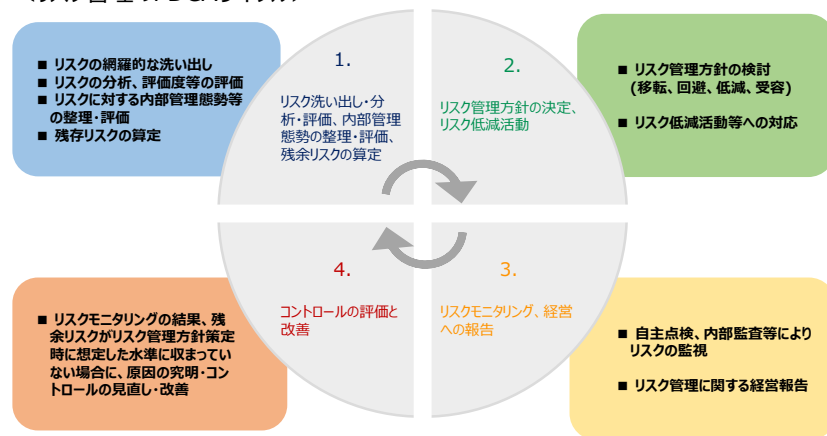 ■ リスクの網羅的な洗い出し
■ リスクの分析、評価度等の評価
■ リスクに対する内部管理態勢等
の整理・評価
■ 残存リスクの算定
1.
リスク洗い出し・分
析・評価、内部管理
態勢の整理・評価、
残余リスクの算定
2.
リスク管理方針の決定、
リスク低減活動
■ リスク管理方針の検討
(移転、回避、低減、受容)
■ リスク低減活動等への対応
■ リスクモニタリングの結果、残
余リスクがリスク管理方針策定
時に想定した水準に収まってい
ない場合に、原因の究明・コン
トロールの見直し・改善
4.
コントロールの評価と
改善
3.
リスクモニタリング、経営
への報告
■ 自主点検、内部監査等により
リスクの監視
■ リスク管理に関する経営報告